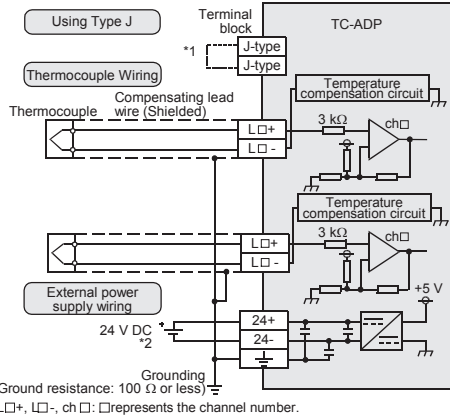 Using Type J
Terminal block
TC-ADP
*1
J-type
J-type
Thermocouple Wiring
Temperature compensation circuit
Thermocouple
Compensating lead wire (Shielded)
L□+
L□-
3 kΩ
ch□
Temperature compensation circuit
L□+
L□-
3 kΩ
ch□
External power supply wiring
+5 V
24 V DC
*2
+
-
24+
24-
Grounding
(Ground resistance: 100 Ω or less)
L□+, L□-, ch □: □represents the channel number.